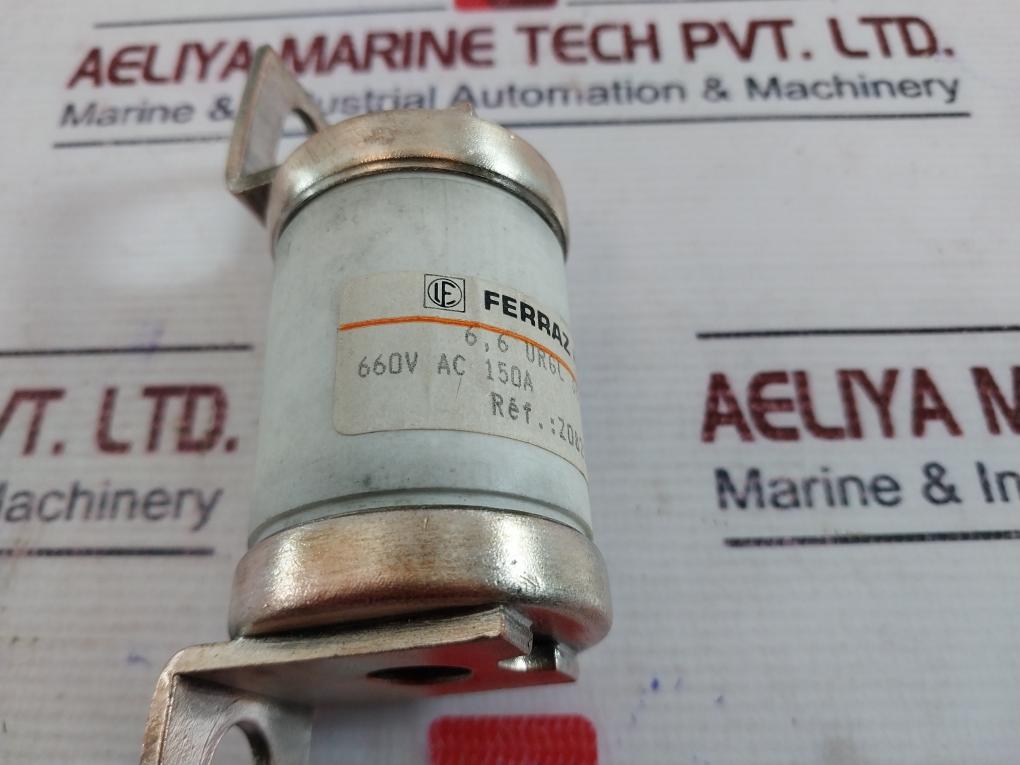 AELIYA MARINE TECH PVT. LTD.
Marine & Industrial Automation & Machinery
FERRAZ
6,6 URGL
660V AC 150A
Réf.:Z0
VT. LTD.
Machinery
AELIYA M
Marine & In